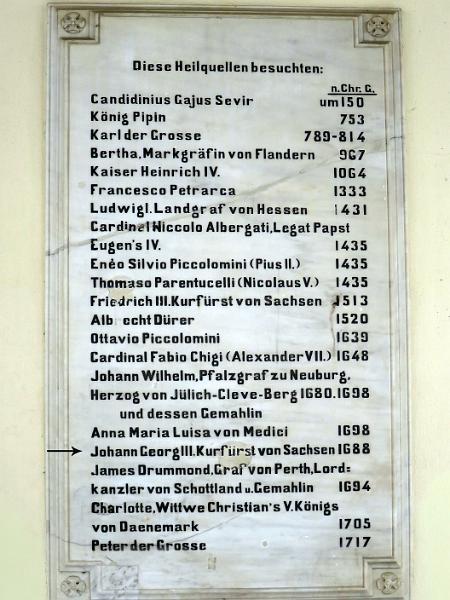 Diese Heilquellen besuchten:
n.Chr.G.
Candidinius Gajus Sevir um150
König Pipin 753
Karl der Grosse 789-814
Bertha, Markgräfin von Flandern 967
Kaiser Heinrich IV. 1064
Francesco Petrarca 1333
Ludwig I. Landgraf von Hessen 1431
Cardinal Niccolo Albergati, Legat Papst
Eugen's IV. 1435
Enéo Silvio Piccolomini (Pius II.) 1435
Thomaso Parentucelli (Nicolaus V.) 1435
Friedrich III. Kurfürst von Sachsen 1513
Alb echt Dürer 1520
Ottavio Piccolomini 1639
Cardinal Fabio Chigi (Alexander VII.) 1648
Johann Wilhelm, Pfalzgraf zu Neuburg,
Herzog von Jülich-Cleve-Berg 1680.1698
und dessen Gemahlin
Anna Maria Luisa von Medici 1698
Johann Georg III. Kurfürst von Sachsen 1688
James Drummond. Graf von Perth, Lord=
kanzler von Schottland u. Gemahlin 1694
Charlotte, Wittwe Christian's V. Königs
von Daenemark 1705
Peter der Grosse 1717